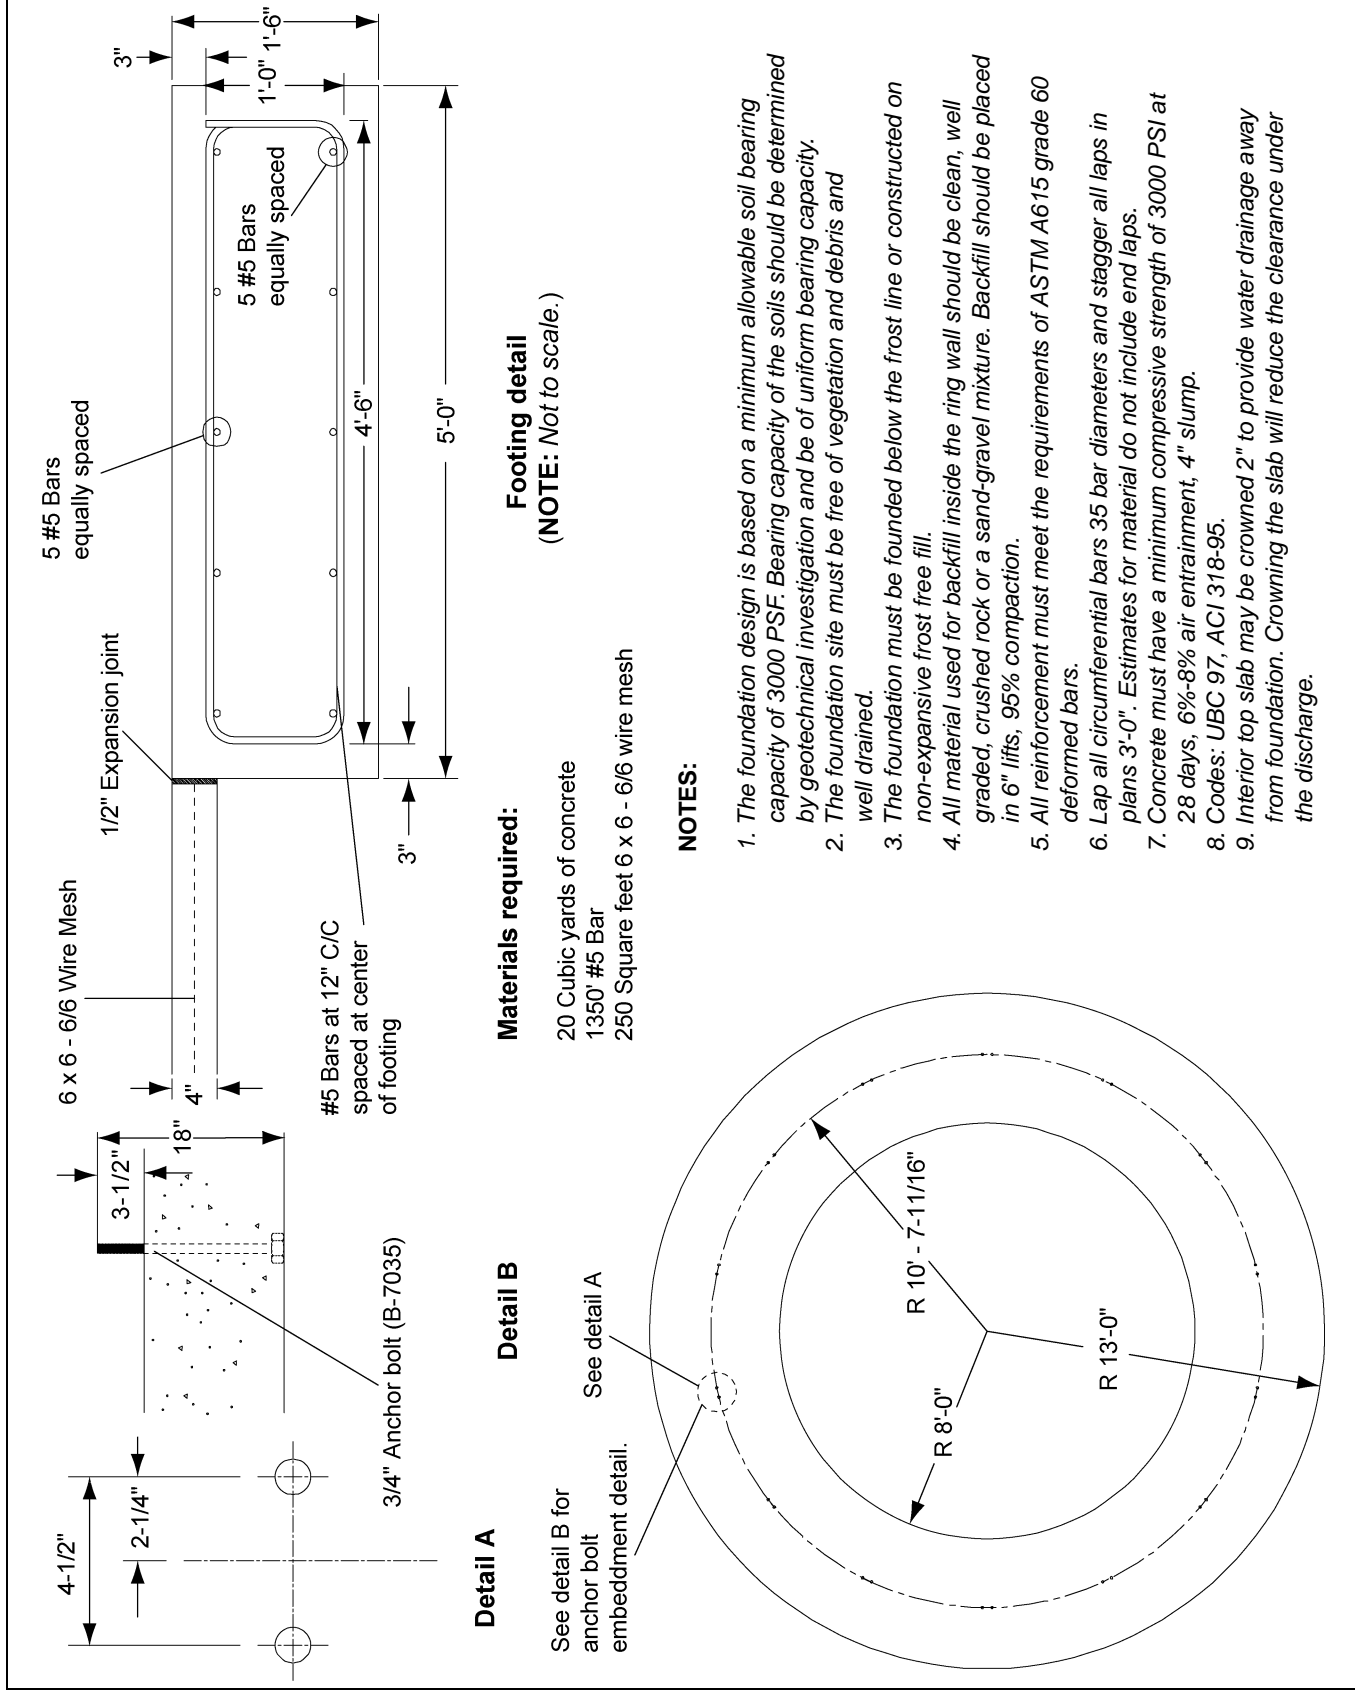 4-1/2"
2-1/4"
Detail A
3-1/2"
18"
3/4" Anchor bolt (B-7035)
Detail B
6 x 6 - 6/6 Wire Mesh
4"
1/2" Expansion joint
#5 Bars at 12" C/C
spaced at center
of footing
5 #5 Bars
equally spaced
5 #5 Bars
equally spaced
3"
1'-0"
1'-6"
4'-6"
5'-0"
3"
Footing detail
(NOTE: Not to scale.)
Materials required:
20 Cubic yards of concrete
1350' #5 Bar
250 Square feet 6 x 6 - 6/6 wire mesh
See detail B for
anchor bolt
embeddment detail.
See detail A
R 8'-0"
R 10' - 7-11/16"
R 13'-0"
NOTES:
1. The foundation design is based on a minimum allowable soil bearing
capacity of 3000 PSF. Bearing capacity of the soils should be determined
by geotechnical investigation and be of uniform bearing capacity.
2. The foundation site must be free of vegetation and debris and
well drained.
3. The foundation must be founded below the frost line or constructed on
non-expansive frost free fill.
4. All material used for backfill inside the ring wall should be clean, well
graded, crushed rock or a sand-gravel mixture. Backfill should be placed
in 6" lifts, 95% compaction.
5. All reinforcement must meet the requirements of ASTM A615 grade 60
deformed bars.
6. Lap all circumferential bars 35 bar diameters and stagger all laps in
plans 3'-0". Estimates for material do not include end laps.
7. Concrete must have a minimum compressive strength of 3000 PSI at
28 days, 6%-8% air entrainment, 4" slump.
8. Codes: UBC 97, ACI 318-95.
9. Interior top slab may be crowned 2" to provide water drainage away
from foundation. Crowning the slab will reduce the clearance under
the discharge.